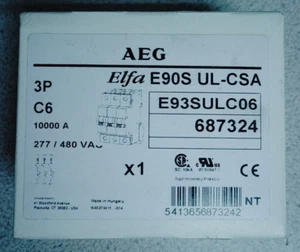 AEG
Elfa E90S UL-CSA
3P
C6
10000 A
277 / 480 VAC
E93SULC06
687324
x1
Made in Hungary
NT
5413656873242